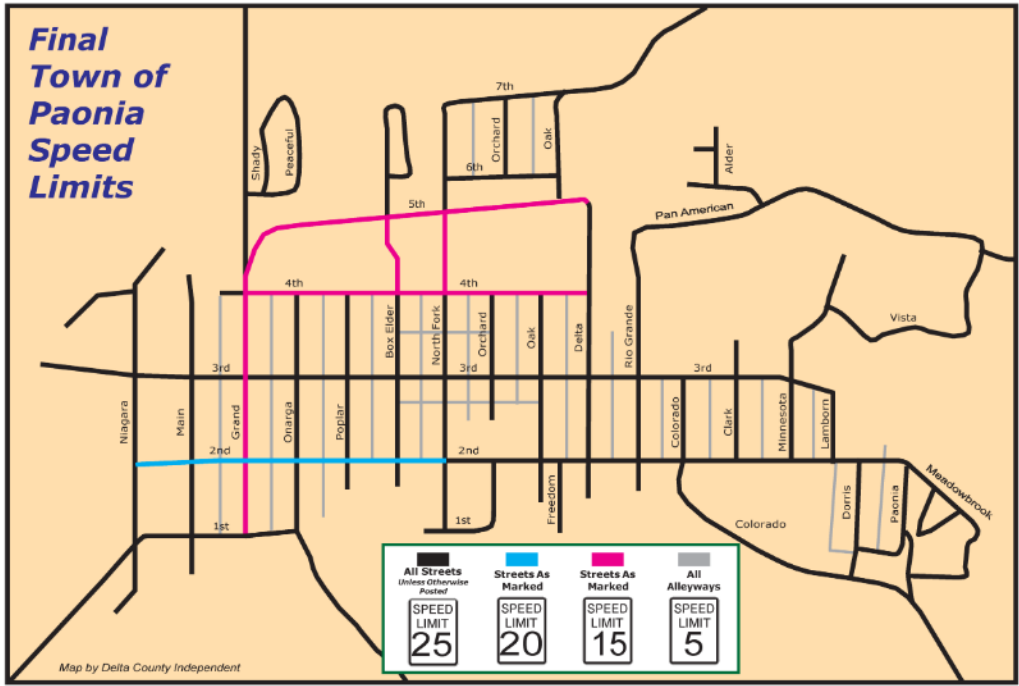 Final
Town of
Paonia
Speed
Limits
7th
Orchard
Oak
6th
Shady
Peaceful
Alder
5th
Pan American
4th
4th
Box Elder
North Fork
Orchard
Oak
Delta
Rio Grande
Vista
3rd
3rd
3rd
Niagara
Main
Grand
Onarga
Poplar
Colorado
Clark
Minnesota
Lamborn
2nd
2nd
Meadowbrook
Freedom
Dorris
Paonia
1st
1st
Colorado
All Streets
Unless Otherwise
Posted
SPEED
LIMIT
25
Streets As
Marked
SPEED
LIMIT
20
Streets As
Marked
SPEED
LIMIT
15
All
Alleyways
SPEED
LIMIT
5
Map by Delta County Independent